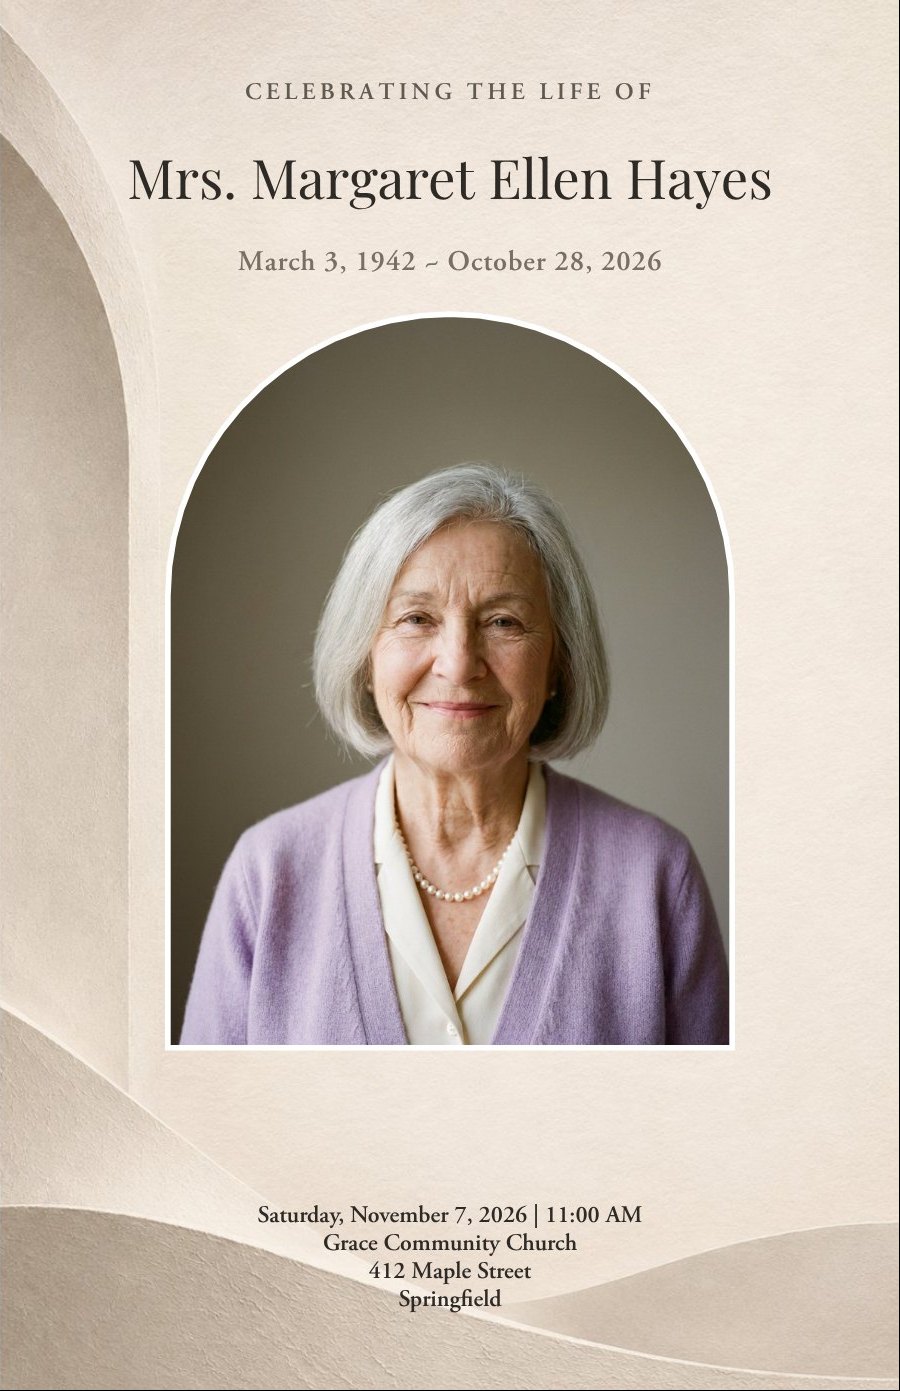 CELEBRATING THE LIFE OF
Mrs. Margaret Ellen Hayes
March 3, 1942 ~ October 28, 2026
Saturday, November 7, 2026 | 11:00 AM
Grace Community Church
412 Maple Street
Springfield